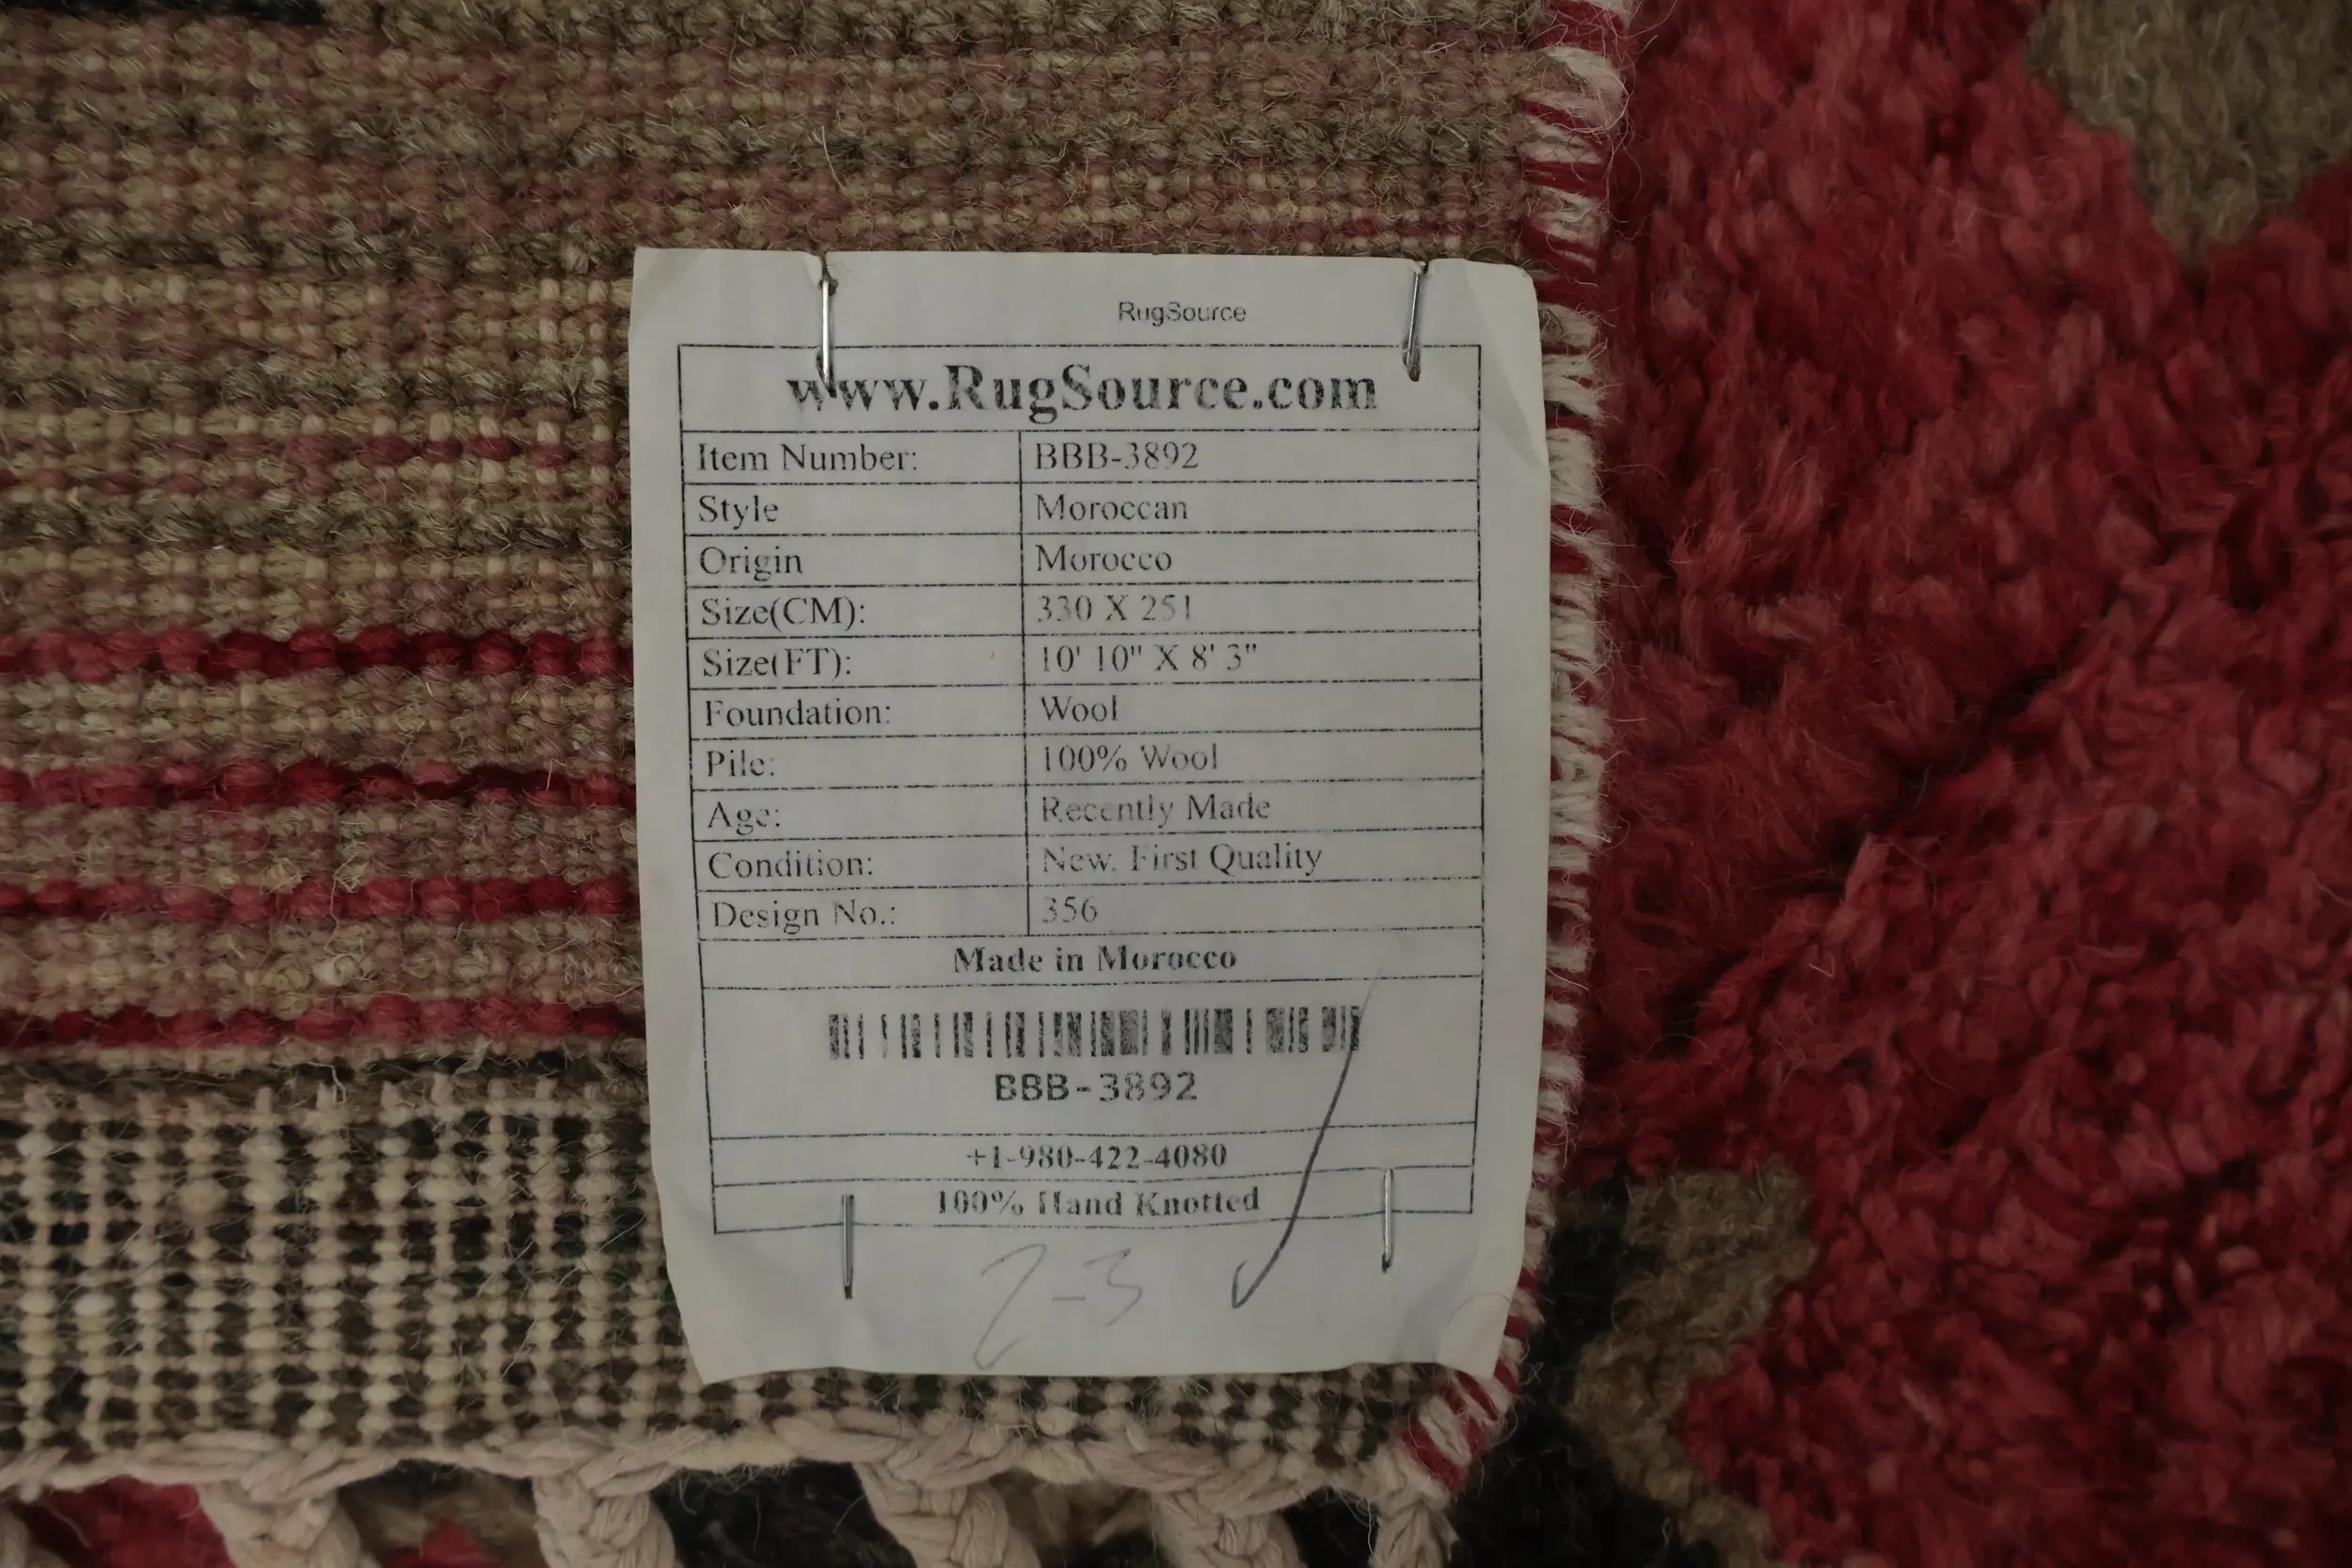 RugSource
www.RugSource.com
Item Number: BBB-3892
Style Moroccan
Origin Morocco
Size(CM): 330 X 251
Size(FT): 10' 10" X 8' 3"
Foundation: Wool
Pile: 100% Wool
Age: Recently Made
Condition: New, First Quality
Design No.: 356
Made in Morocco
BBB-3892
+1-980-422-4080
100% Hand Knotted